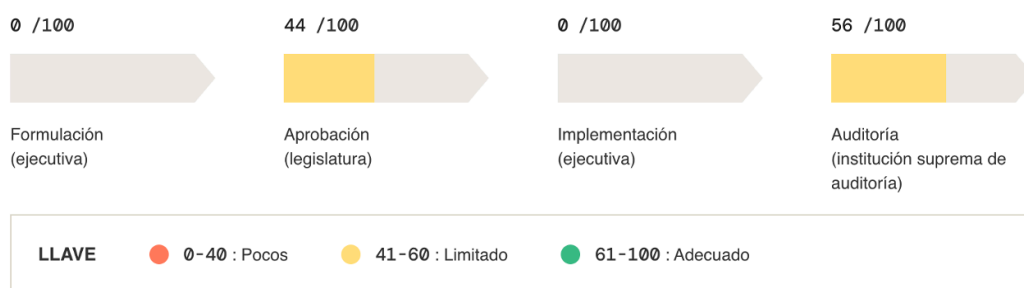 0 /100
44 /100
0 /100
56 /100
Formulación
(ejecutiva)
Aprobación
(legislatura)
Implementación
(ejecutiva)
Auditoría
(institución suprema de
auditoría)
LLAVE
0-40 : Pocos
41-60 : Limitado
61-100 : Adecuado